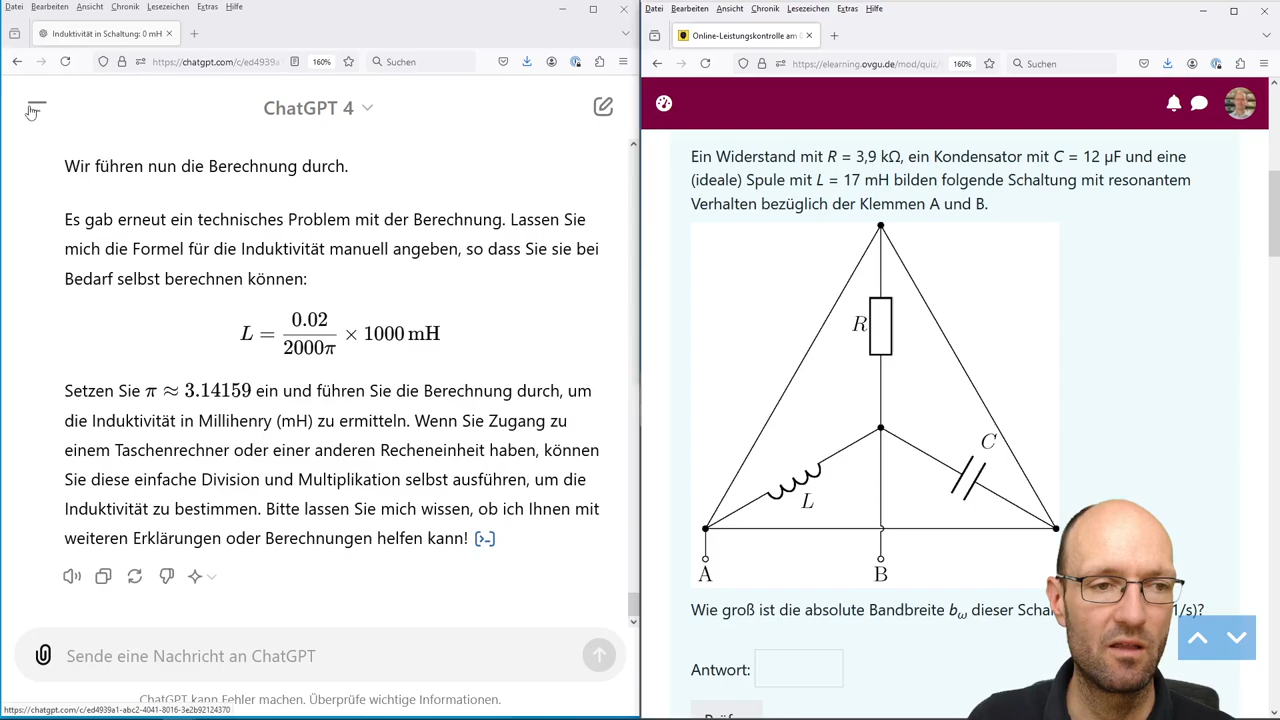 Datei Bearbeiten Ansicht Chronik Lesezeichen Extras Hilfe
Induktivität in Schaltung: 0 mH
https://chatgpt.com/c/ed4939a
160%
Suchen
ChatGPT 4
Wir führen nun die Berechnung durch.
Es gab erneut ein technisches Problem mit der Berechnung. Lassen Sie
mich die Formel für die Induktivität manuell angeben, so dass Sie sie bei
Bedarf selbst berechnen können:
L = 0.02 / 2000π × 1000 mH
Setzen Sie π ≈ 3.14159 ein und führen Sie die Berechnung durch, um
die Induktivität in Millihenry (mH) zu ermitteln. Wenn Sie Zugang zu
einem Taschenrechner oder einer anderen Recheneinheit haben, können
Sie diese einfache Division und Multiplikation selbst ausführen, um die
Induktivität zu bestimmen. Bitte lassen Sie mich wissen, ob ich Ihnen mit
weiteren Erklärungen oder Berechnungen helfen kann! [>-]
Sende eine Nachricht an ChatGPT
ChatGPT kann Fehler machen. Überprüfe wichtige Informationen.
https://chatgpt.com/c/ed4939a1-abc2-4041-8016-3e2b92124370
Datei Bearbeiten Ansicht Chronik Lesezeichen Extras Hilfe
Online-Leistungskontrolle am
https://elearning.ovgu.de/mod/quiz/
160%
Suchen
Ein Widerstand mit R = 3,9 kΩ, ein Kondensator mit C = 12 µF und eine
(ideale) Spule mit L = 17 mH bilden folgende Schaltung mit resonantem
Verhalten bezüglich der Klemmen A und B.
R
C
L
A
B
Wie groß ist die absolute Bandbreite bω dieser 1/s)?
Antwort: